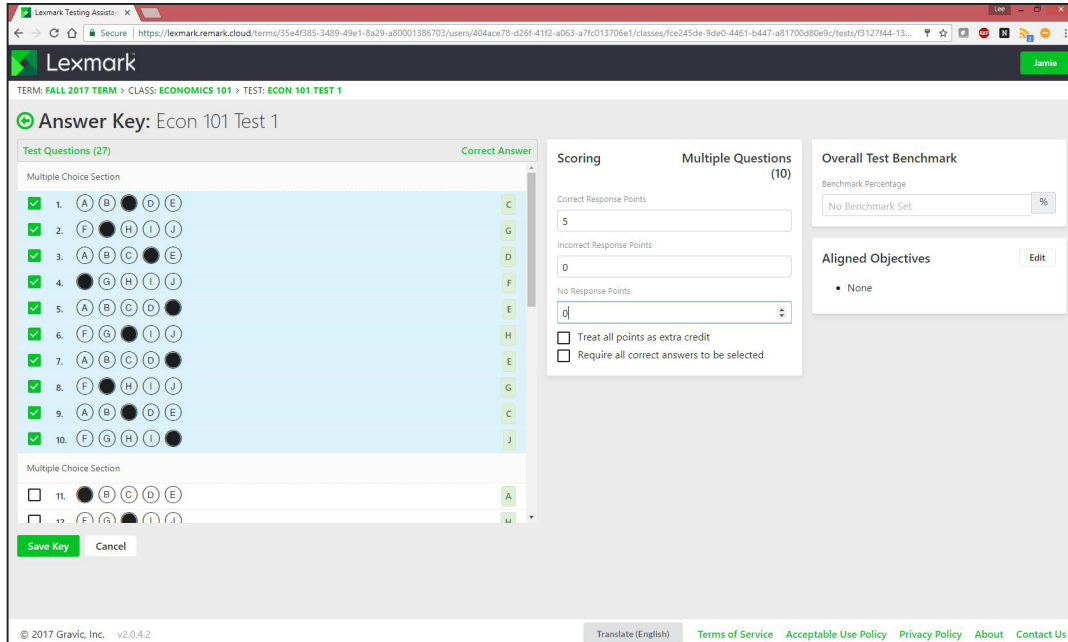 Lexmark Testing Assistan
Lee
Secure | https://lexmark.remark.cloud/terms/35e4f385-3489-49e1-8a29-a80001386703/users/404ace78-d26f-41f2-a063-a7fc013706e1/classes/fce245de-9de0-4461-b447-a81700d80e9c/tests/f3127f44-13...
Lexmark
Jamie
TERM: FALL 2017 TERM > CLASS: ECONOMICS 101 > TEST: ECON 101 TEST 1
Answer Key: Econ 101 Test 1
Test Questions (27) Correct Answer
Multiple Choice Section
1. A B D E C
2. F H I J G
3. A B C E D
4. G H I J F
5. A B C D E
6. F G I J H
7. A B C D E
8. F H I J G
9. A B D E C
10. F G H I J
Multiple Choice Section
11. B C D E A
12. F G I J H
Save Key Cancel
Scoring Multiple Questions
(10)
Correct Response Points
5
Incorrect Response Points
0
No Response Points
0
Treat all points as extra credit
Require all correct answers to be selected
Overall Test Benchmark
Benchmark Percentage
No Benchmark Set %
Aligned Objectives Edit
• None
© 2017 Gravic, Inc. v2.0.4.2 Translate (English) Terms of Service Acceptable Use Policy Privacy Policy About Contact Us